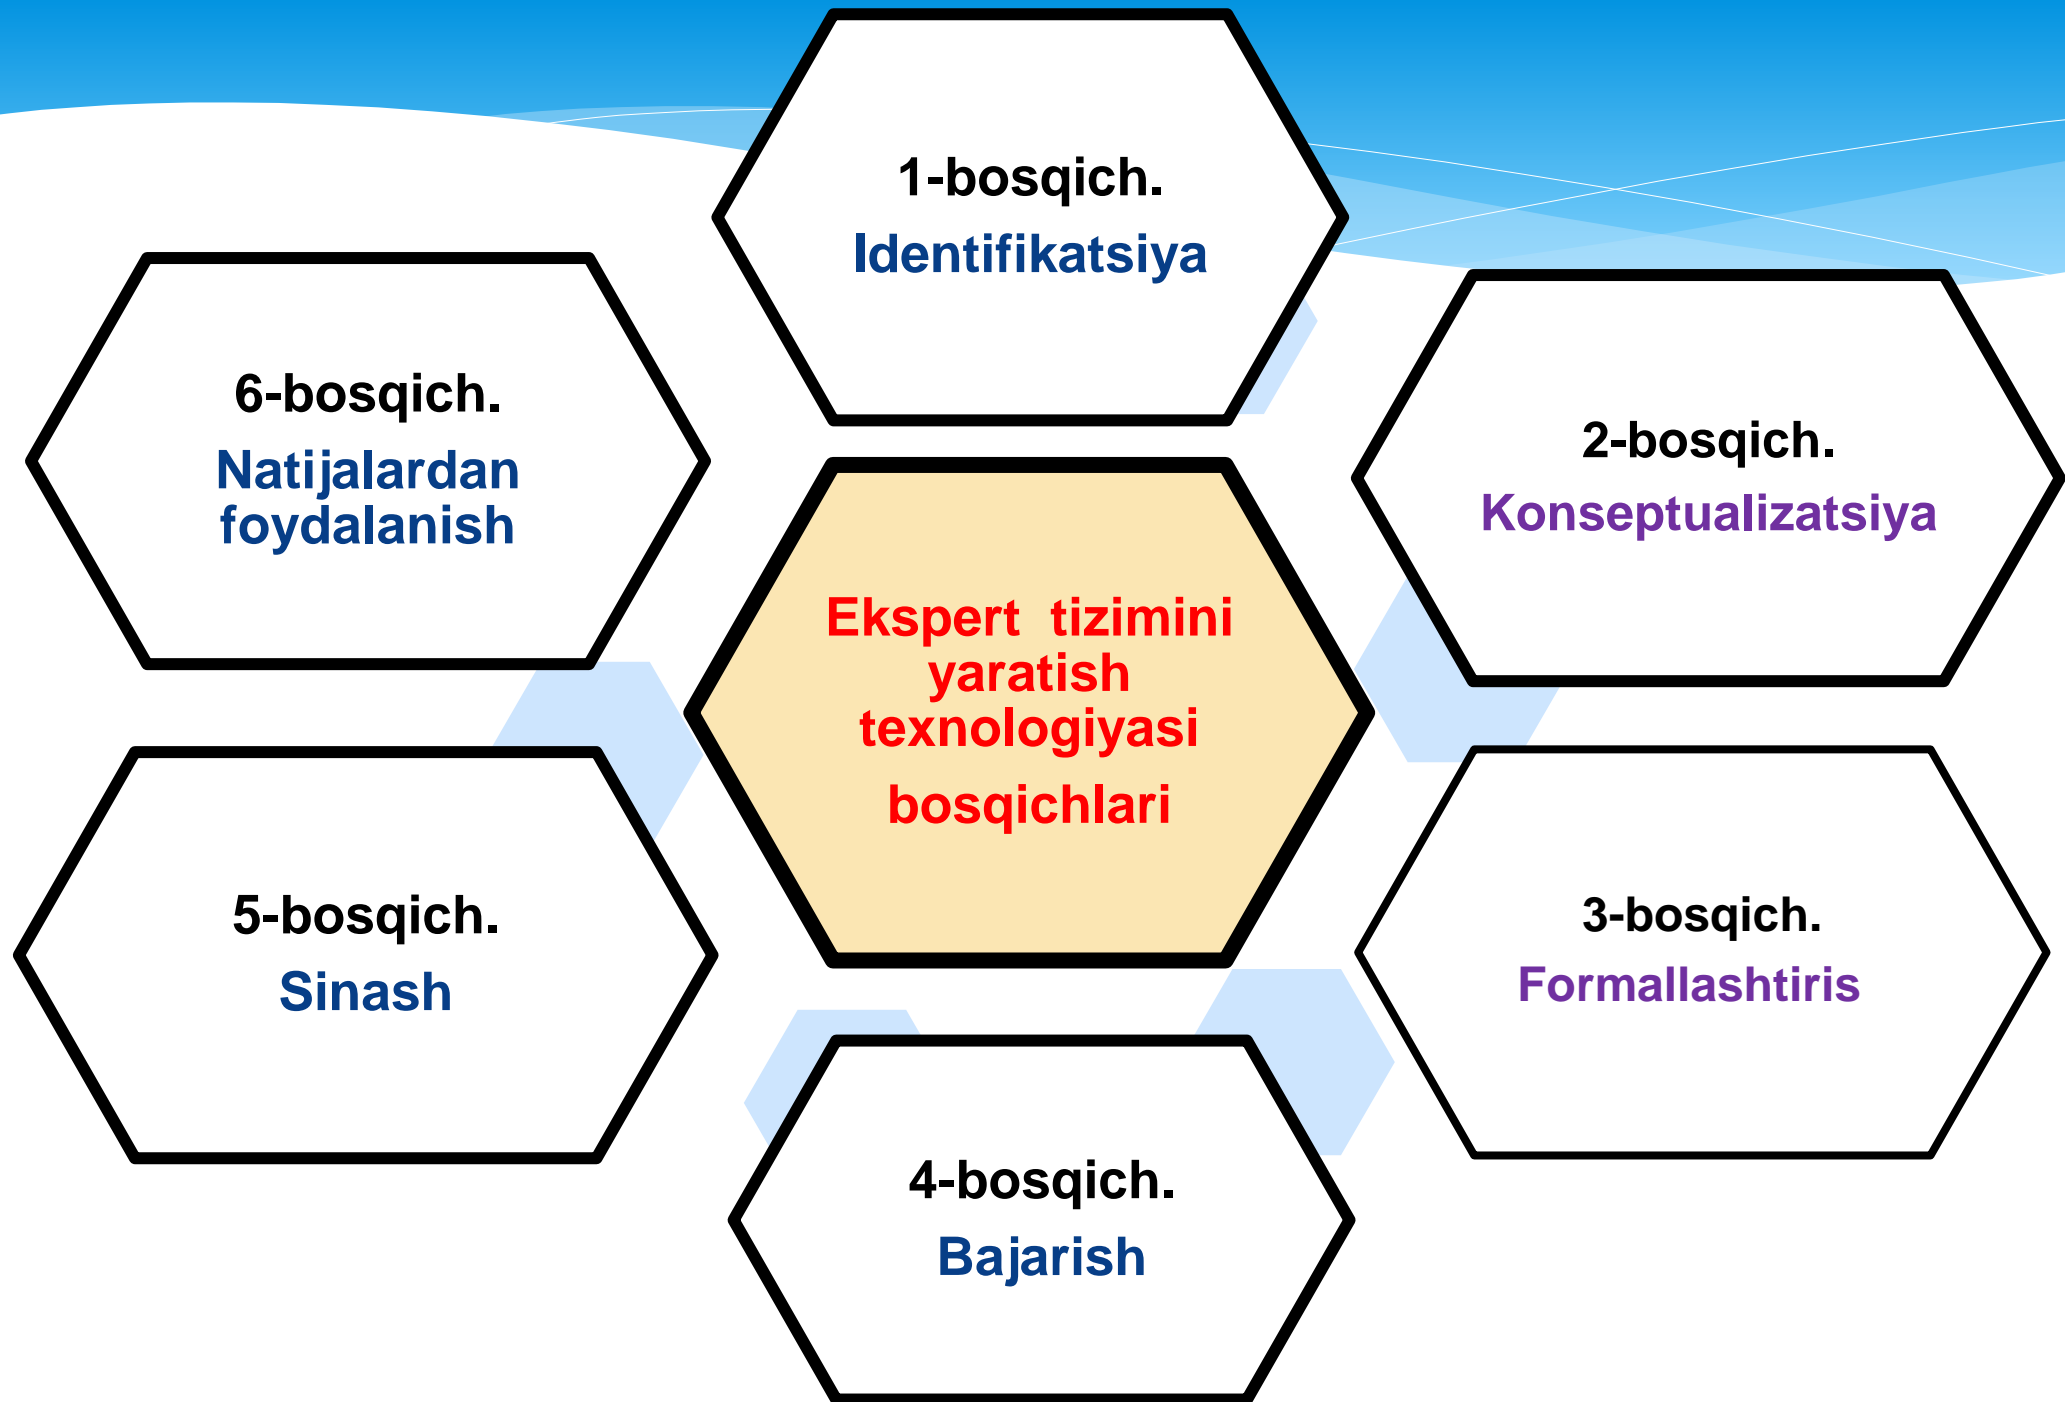 1-bosqich.
Identifikatsiya
2-bosqich.
Konseptualizatsiya
3-bosqich.
Formallashtiris
4-bosqich.
Bajarish
5-bosqich.
Sinash
6-bosqich.
Natijalardan
foydalanish
Ekspert tizimini
yaratish
texnologiyasi
bosqichlari